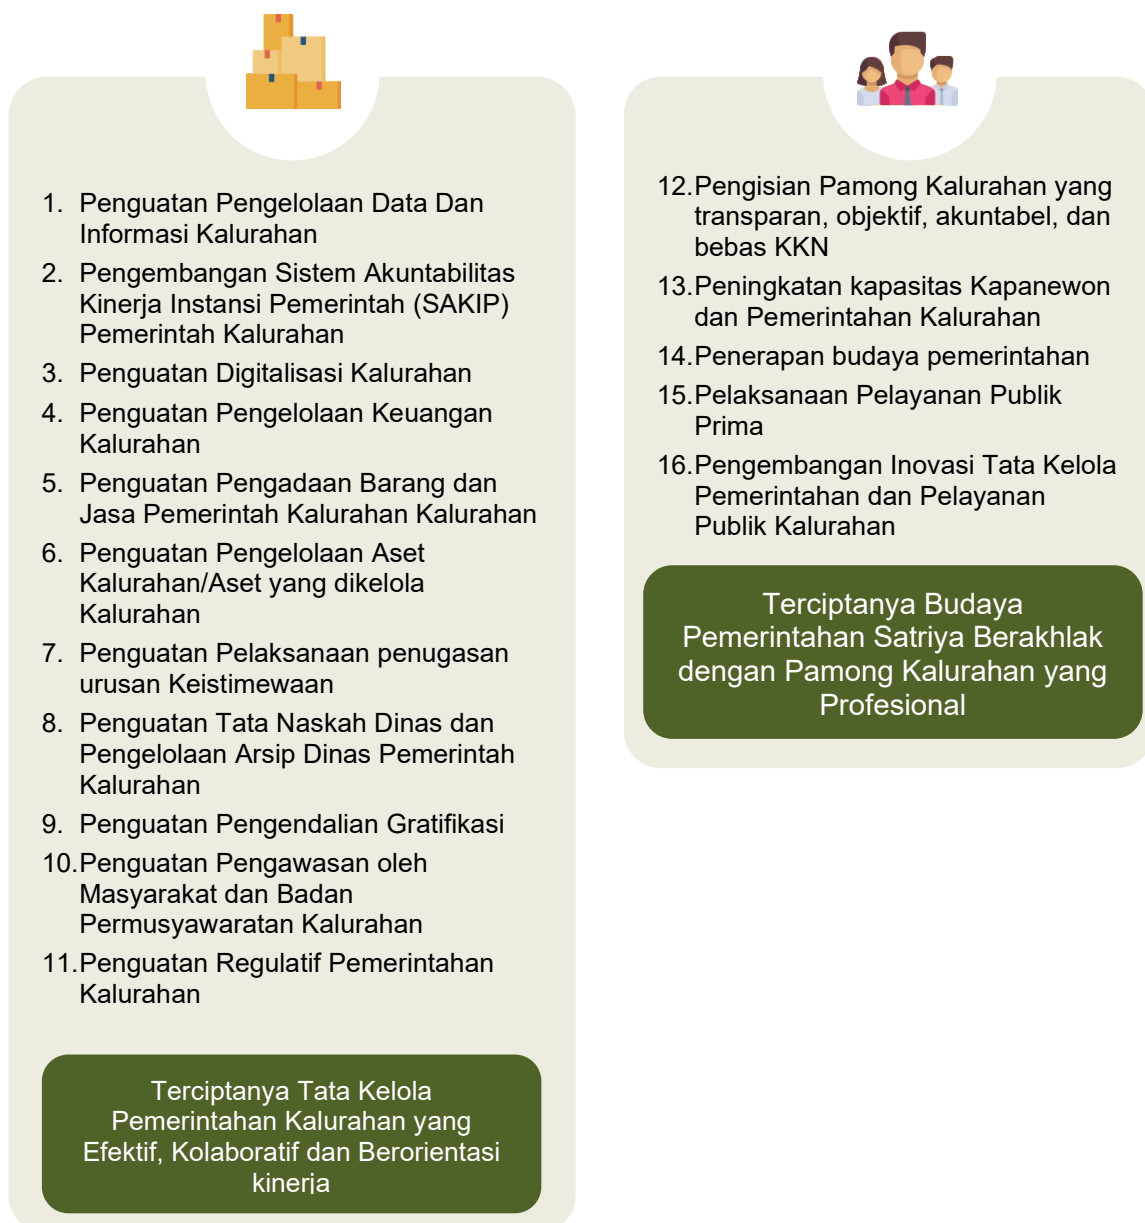 1. Penguatan Pengelolaan Data Dan
Informasi Kalurahan
2. Pengembangan Sistem Akuntabilitas
Kinerja Instansi Pemerintah (SAKIP)
Pemerintah Kalurahan
3. Penguatan Digitalisasi Kalurahan
4. Penguatan Pengelolaan Keuangan
Kalurahan
5. Penguatan Pengadaan Barang dan
Jasa Pemerintah Kalurahan Kalurahan
6. Penguatan Pengelolaan Aset
Kalurahan/Aset yang dikelola
Kalurahan
7. Penguatan Pelaksanaan penugasan
urusan Keistimewaan
8. Penguatan Tata Naskah Dinas dan
Pengelolaan Arsip Dinas Pemerintah
Kalurahan
9. Penguatan Pengendalian Gratifikasi
10.Penguatan Pengawasan oleh
Masyarakat dan Badan
Permusyawaratan Kalurahan
11.Penguatan Regulatif Pemerintahan
Kalurahan
Terciptanya Tata Kelola
Pemerintahan Kalurahan yang
Efektif, Kolaboratif dan Berorientasi
kinerja
12.Pengisian Pamong Kalurahan yang
transparan, objektif, akuntabel, dan
bebas KKN
13.Peningkatan kapasitas Kapanewon
dan Pemerintahan Kalurahan
14.Penerapan budaya pemerintahan
15.Pelaksanaan Pelayanan Publik
Prima
16.Pengembangan Inovasi Tata Kelola
Pemerintahan dan Pelayanan
Publik Kalurahan
Terciptanya Budaya
Pemerintahan Satriya Berakhlak
dengan Pamong Kalurahan yang
Profesional